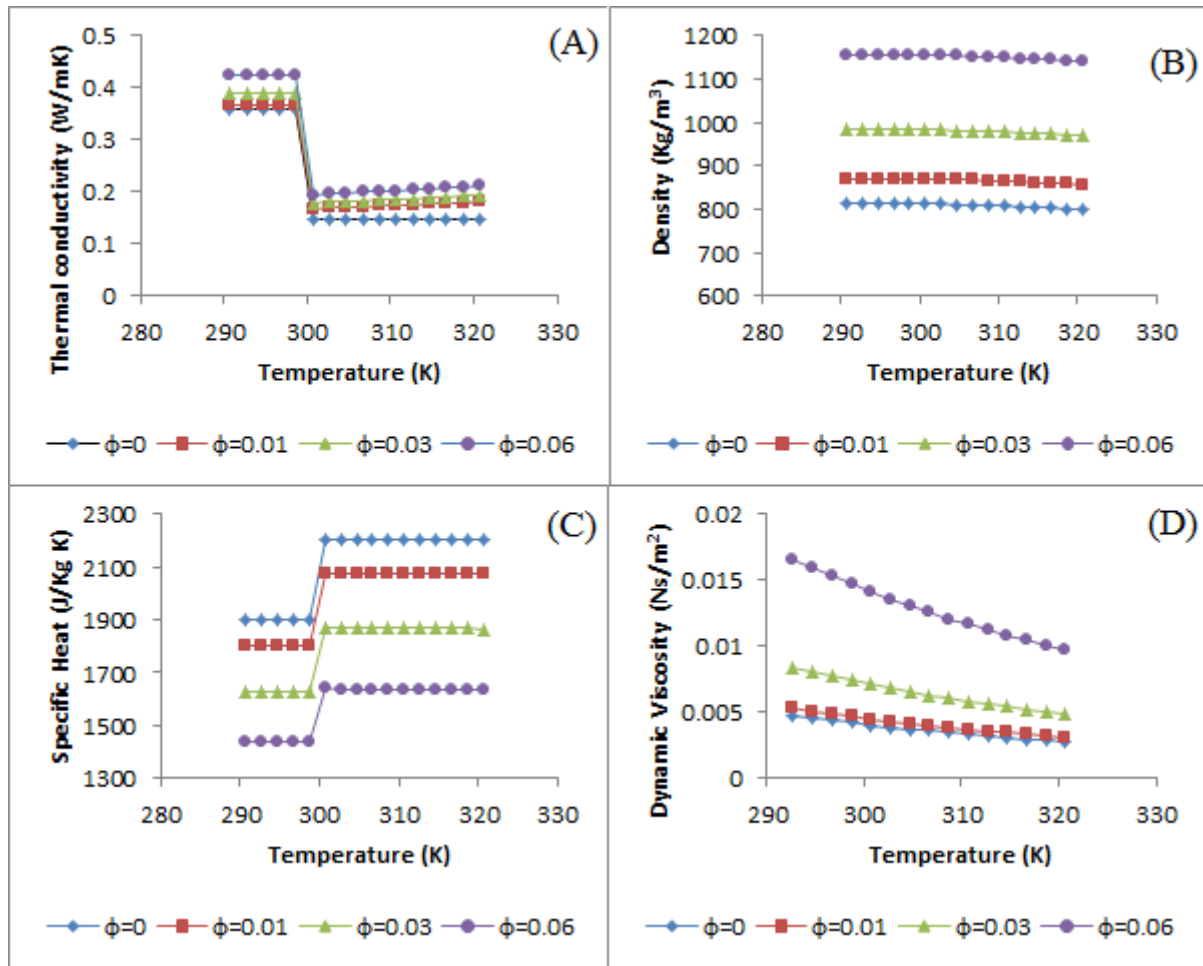 (A)
Thermal conductivity (W/mK)
0.5
0.4
0.3
0.2
0.1
0
280 290 300 310 320 330
Temperature (K)
ϕ=0 ϕ=0.01 ϕ=0.03 ϕ=0.06
(B)
Density (Kg/m³)
1200
1100
1000
900
800
700
600
280 290 300 310 320 330
Temperature (K)
ϕ=0 ϕ=0.01 ϕ=0.03 ϕ=0.06
(C)
Specific Heat (J/Kg K)
2300
2100
1900
1700
1500
1300
280 290 300 310 320 330
Temperature (K)
ϕ=0 ϕ=0.01 ϕ=0.03 ϕ=0.06
(D)
Dynamic Viscosity (Ns/m²)
0.02
0.015
0.01
0.005
0
290 300 310 320 330
Temperature (K)
ϕ=0 ϕ=0.01 ϕ=0.03 ϕ=0.06